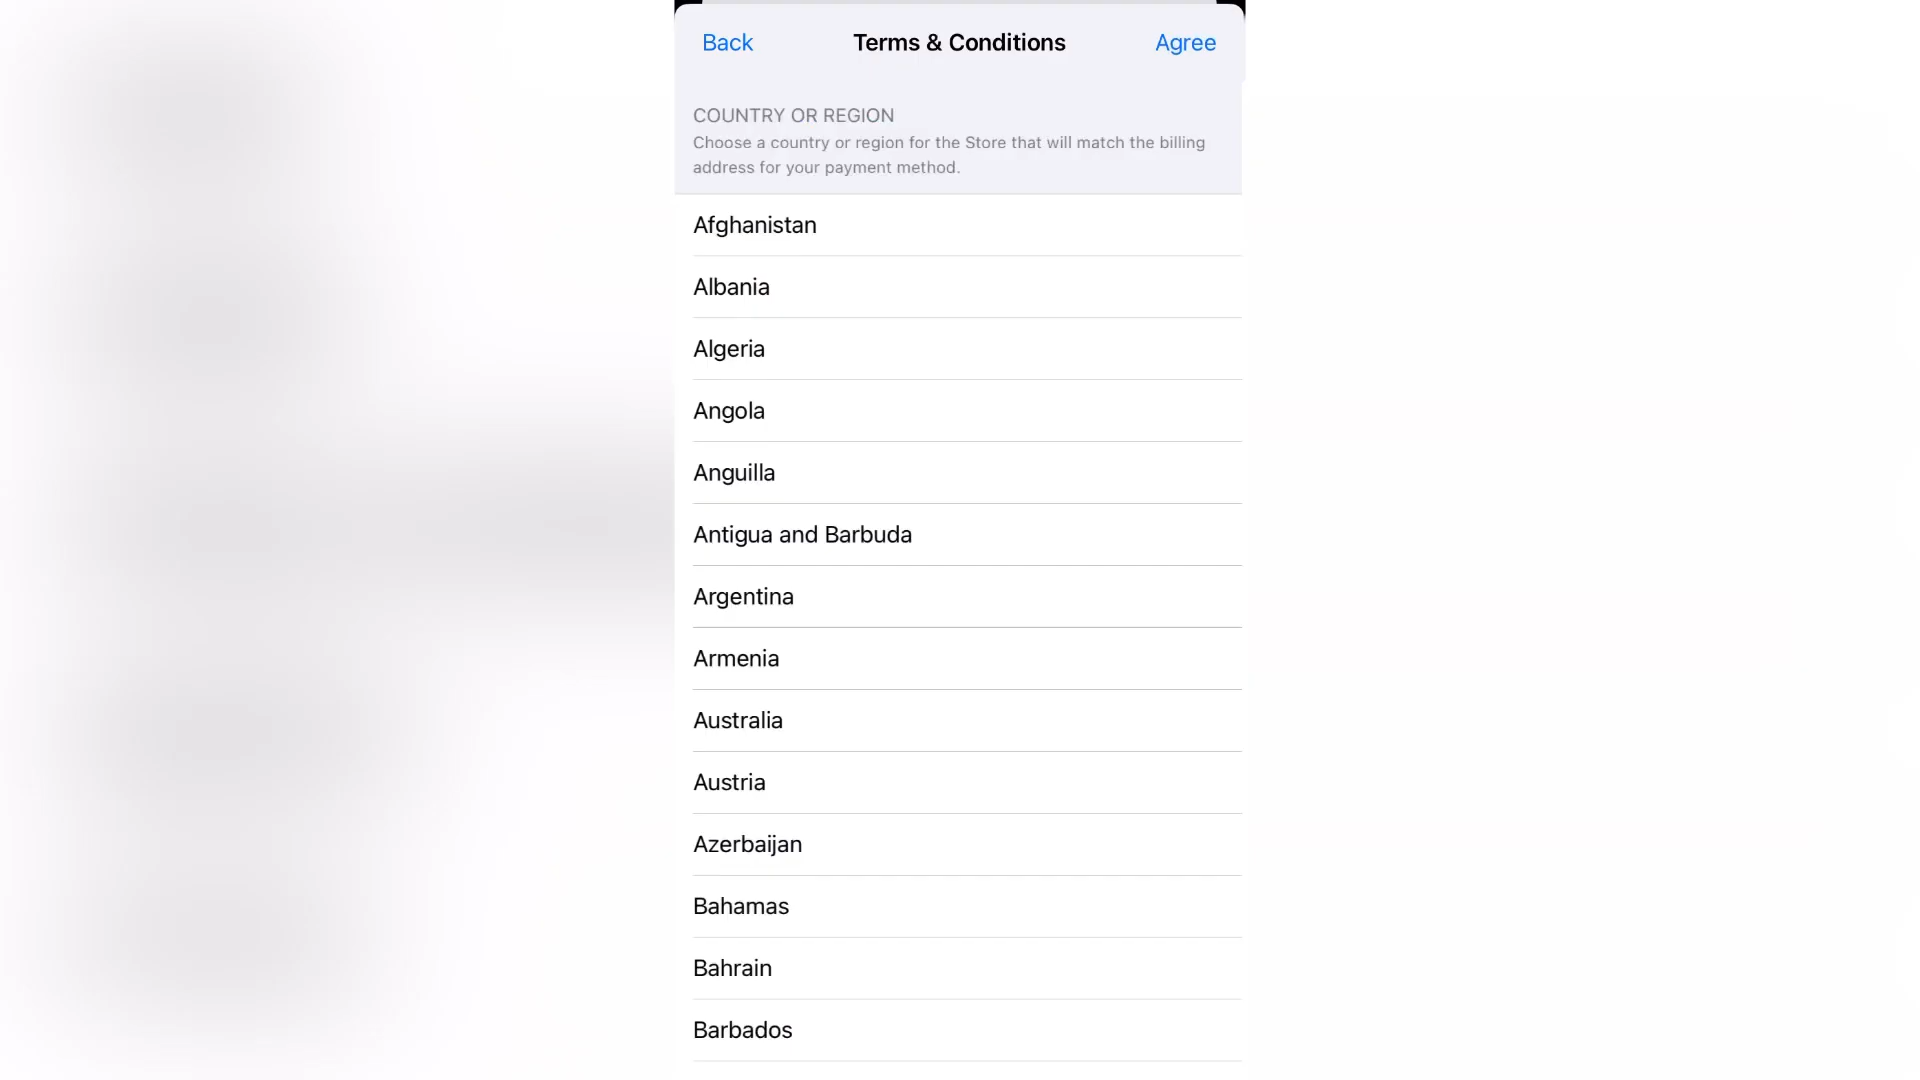 Back Terms & Conditions Agree
COUNTRY OR REGION
Choose a country or region for the Store that will match the billing
address for your payment method.
Afghanistan
Albania
Algeria
Angola
Anguilla
Antigua and Barbuda
Argentina
Armenia
Australia
Austria
Azerbaijan
Bahamas
Bahrain
Barbados